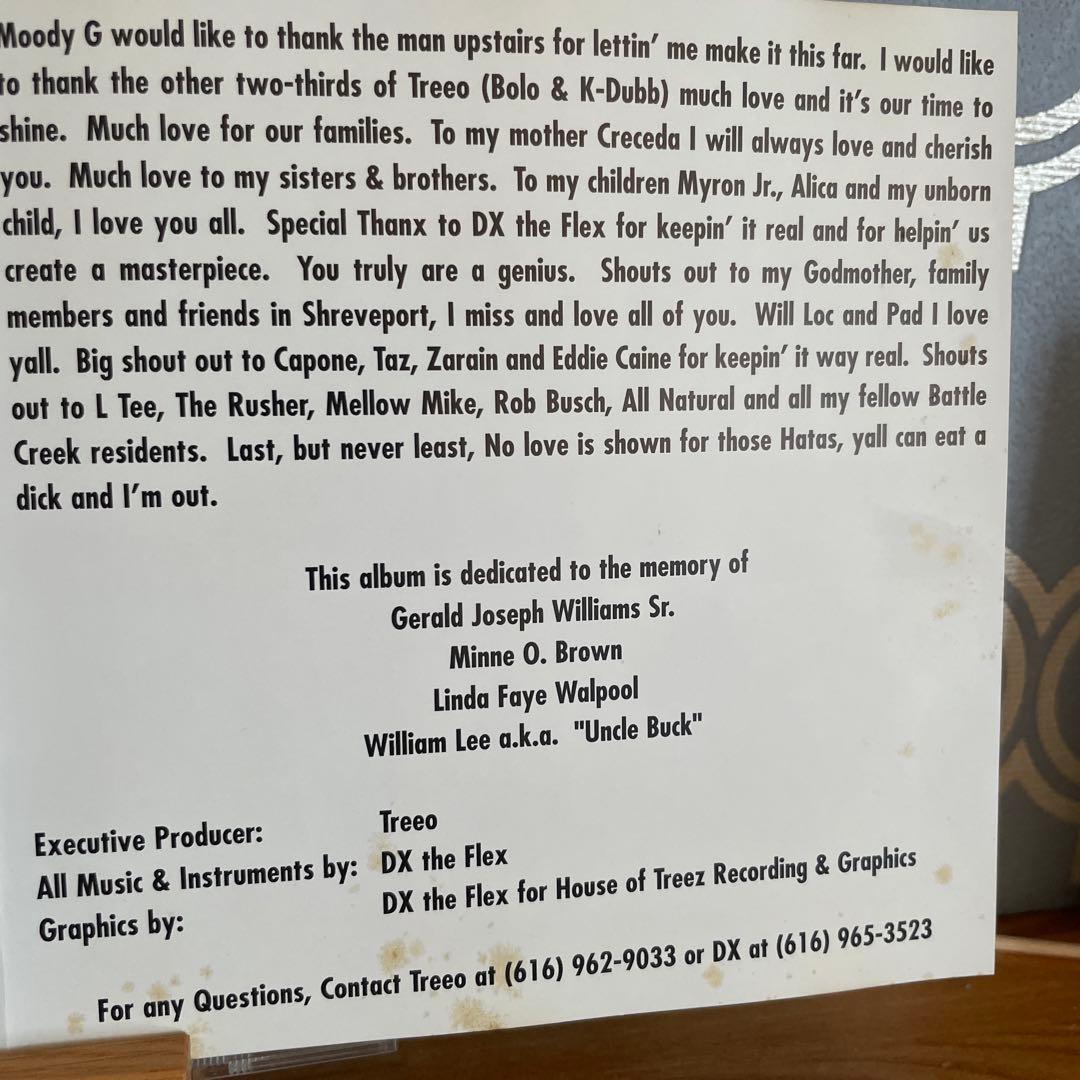 Moody G would like to thank the man upstairs for lettin' me make it this far. I would like
to thank the other two-thirds of Treeo (Bolo & K-Dubb) much love and it's our time to
shine. Much love for our families. To my mother Creceda I will always love and cherish
you. Much love to my sisters & brothers. To my children Myron Jr., Alica and my unborn
child, I love you all. Special Thanx to DX the Flex for keepin' it real and for helpin' us
create a masterpiece. You truly are a genius. Shouts out to my Godmother, family
members and friends in Shreveport, I miss and love all of you. Will Loc and Pad I love
yall. Big shout out to Capone, Taz, Zarain and Eddie Caine for keepin' it way real. Shouts
out to L Tee, The Rusher, Mellow Mike, Rob Busch, All Natural and all my fellow Battle
Creek residents. Last, but never least, No love is shown for those Hatas, yall can eat a
dick and I'm out.
This album is dedicated to the memory of
Gerald Joseph Williams Sr.
Minne O. Brown
Linda Faye Walpool
William Lee a.k.a. "Uncle Buck"
Executive Producer: Treeo
All Music & Instruments by: DX the Flex
Graphics by: DX the Flex for House of Treez Recording & Graphics
For any Questions, Contact Treeo at (616) 962-9033 or DX at (616) 965-3523